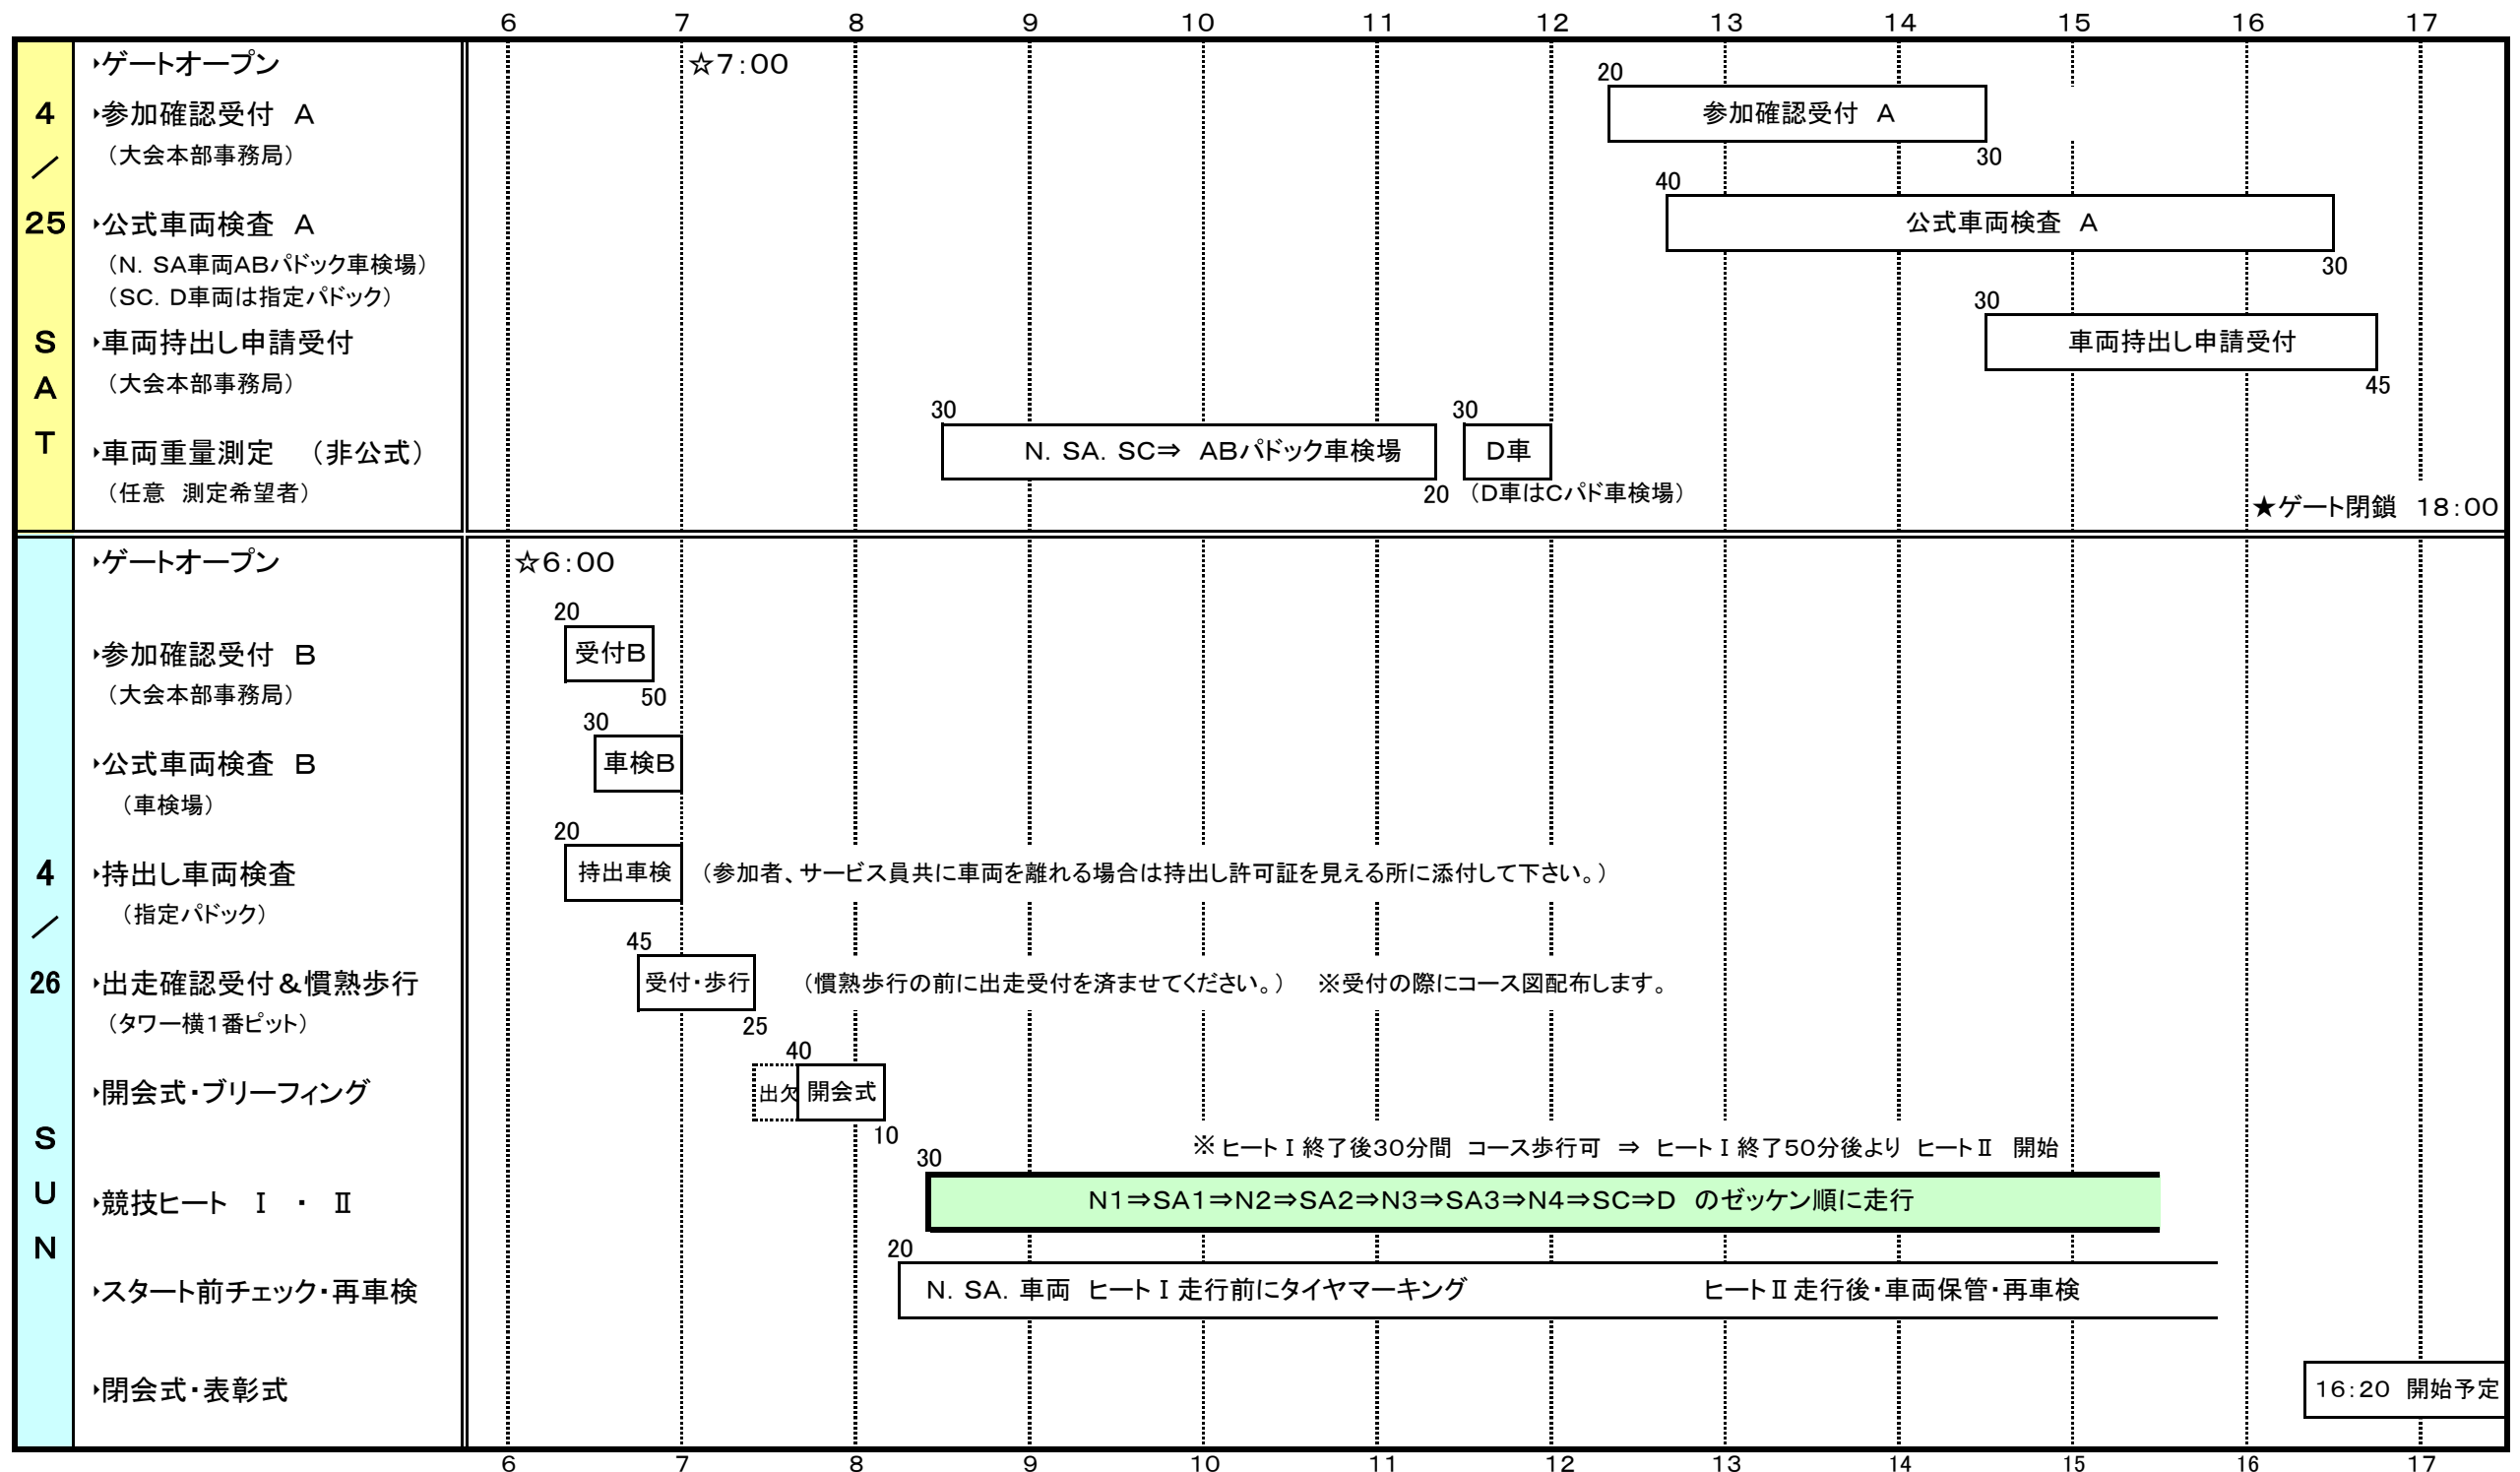 6 7 8 9 10 11 12 13 14 15 16 17
4／25 SAT
ゲートオープン ☆7：00
参加確認受付 A 20 参加確認受付 A 30
（大会本部事務局）
公式車両検査 A 40 公式車両検査 A 30
（N．SA車両ABパドック車検場）
（SC．D車両は指定パドック）
車両持出し申請受付 30 車両持出し申請受付 45
（大会本部事務局）
車両重量測定 （非公式） 30 N．SA．SC⇒ ABパドック車検場 20 30 D車
（任意 測定希望者） （D車はCパド車検場）
★ゲート閉鎖 18：00
4／26 SUN
ゲートオープン ☆6：00
参加確認受付 B 20 受付B 50
（大会本部事務局）
公式車両検査 B 30 車検B
（車検場）
持出し車両検査 20 持出車検 （参加者、サービス員共に車両を離れる場合は持出し許可証を見える所に添付して下さい。）
（指定パドック）
出走確認受付＆慣熟歩行 45 受付・歩行 25 （慣熟歩行の前に出走受付を済ませてください。） ※受付の際にコース図配布します。
（タワー横1番ピット）
開会式・ブリーフィング 出欠 40 開会式 10
※ヒートⅠ終了後30分間 コース歩行可 ⇒ ヒートⅠ終了50分後より ヒートⅡ 開始
競技ヒート Ⅰ ・ Ⅱ 30 N1⇒SA1⇒N2⇒SA2⇒N3⇒SA3⇒N4⇒SC⇒D のゼッケン順に走行
スタート前チェック・再車検 20 N．SA．車両 ヒートⅠ走行前にタイヤマーキング ヒートⅡ走行後・車両保管・再車検
閉会式・表彰式 16：20 開始予定
6 7 8 9 10 11 12 13 14 15 16 17